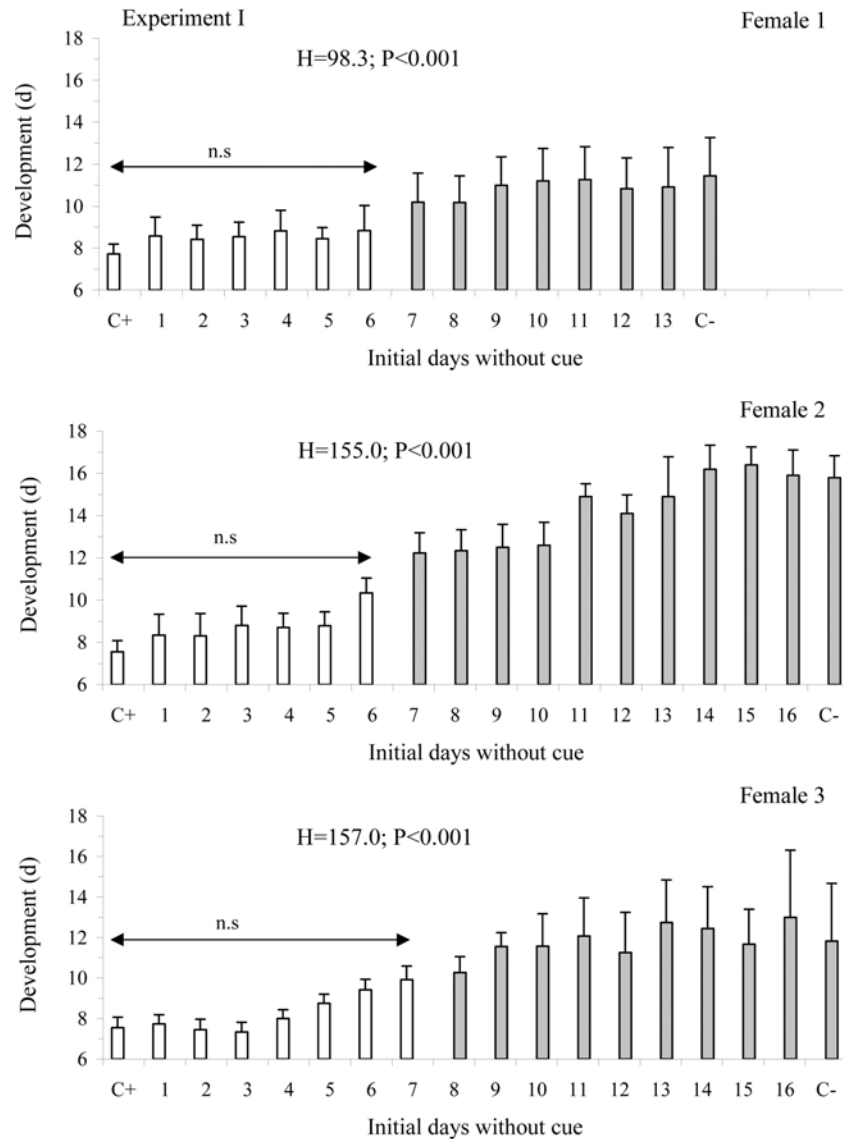 Experiment I
Female 1
H=98.3; P<0.001
n.s
Development (d)
18
16
14
12
10
8
6
C+ 1 2 3 4 5 6 7 8 9 10 11 12 13 C-
Initial days without cue
Female 2
H=155.0; P<0.001
n.s
Development (d)
18
16
14
12
10
8
6
C+ 1 2 3 4 5 6 7 8 9 10 11 12 13 14 15 16 C-
Initial days without cue
Female 3
H=157.0; P<0.001
n.s
Development (d)
18
16
14
12
10
8
6
C+ 1 2 3 4 5 6 7 8 9 10 11 12 13 14 15 16 C-
Initial days without cue